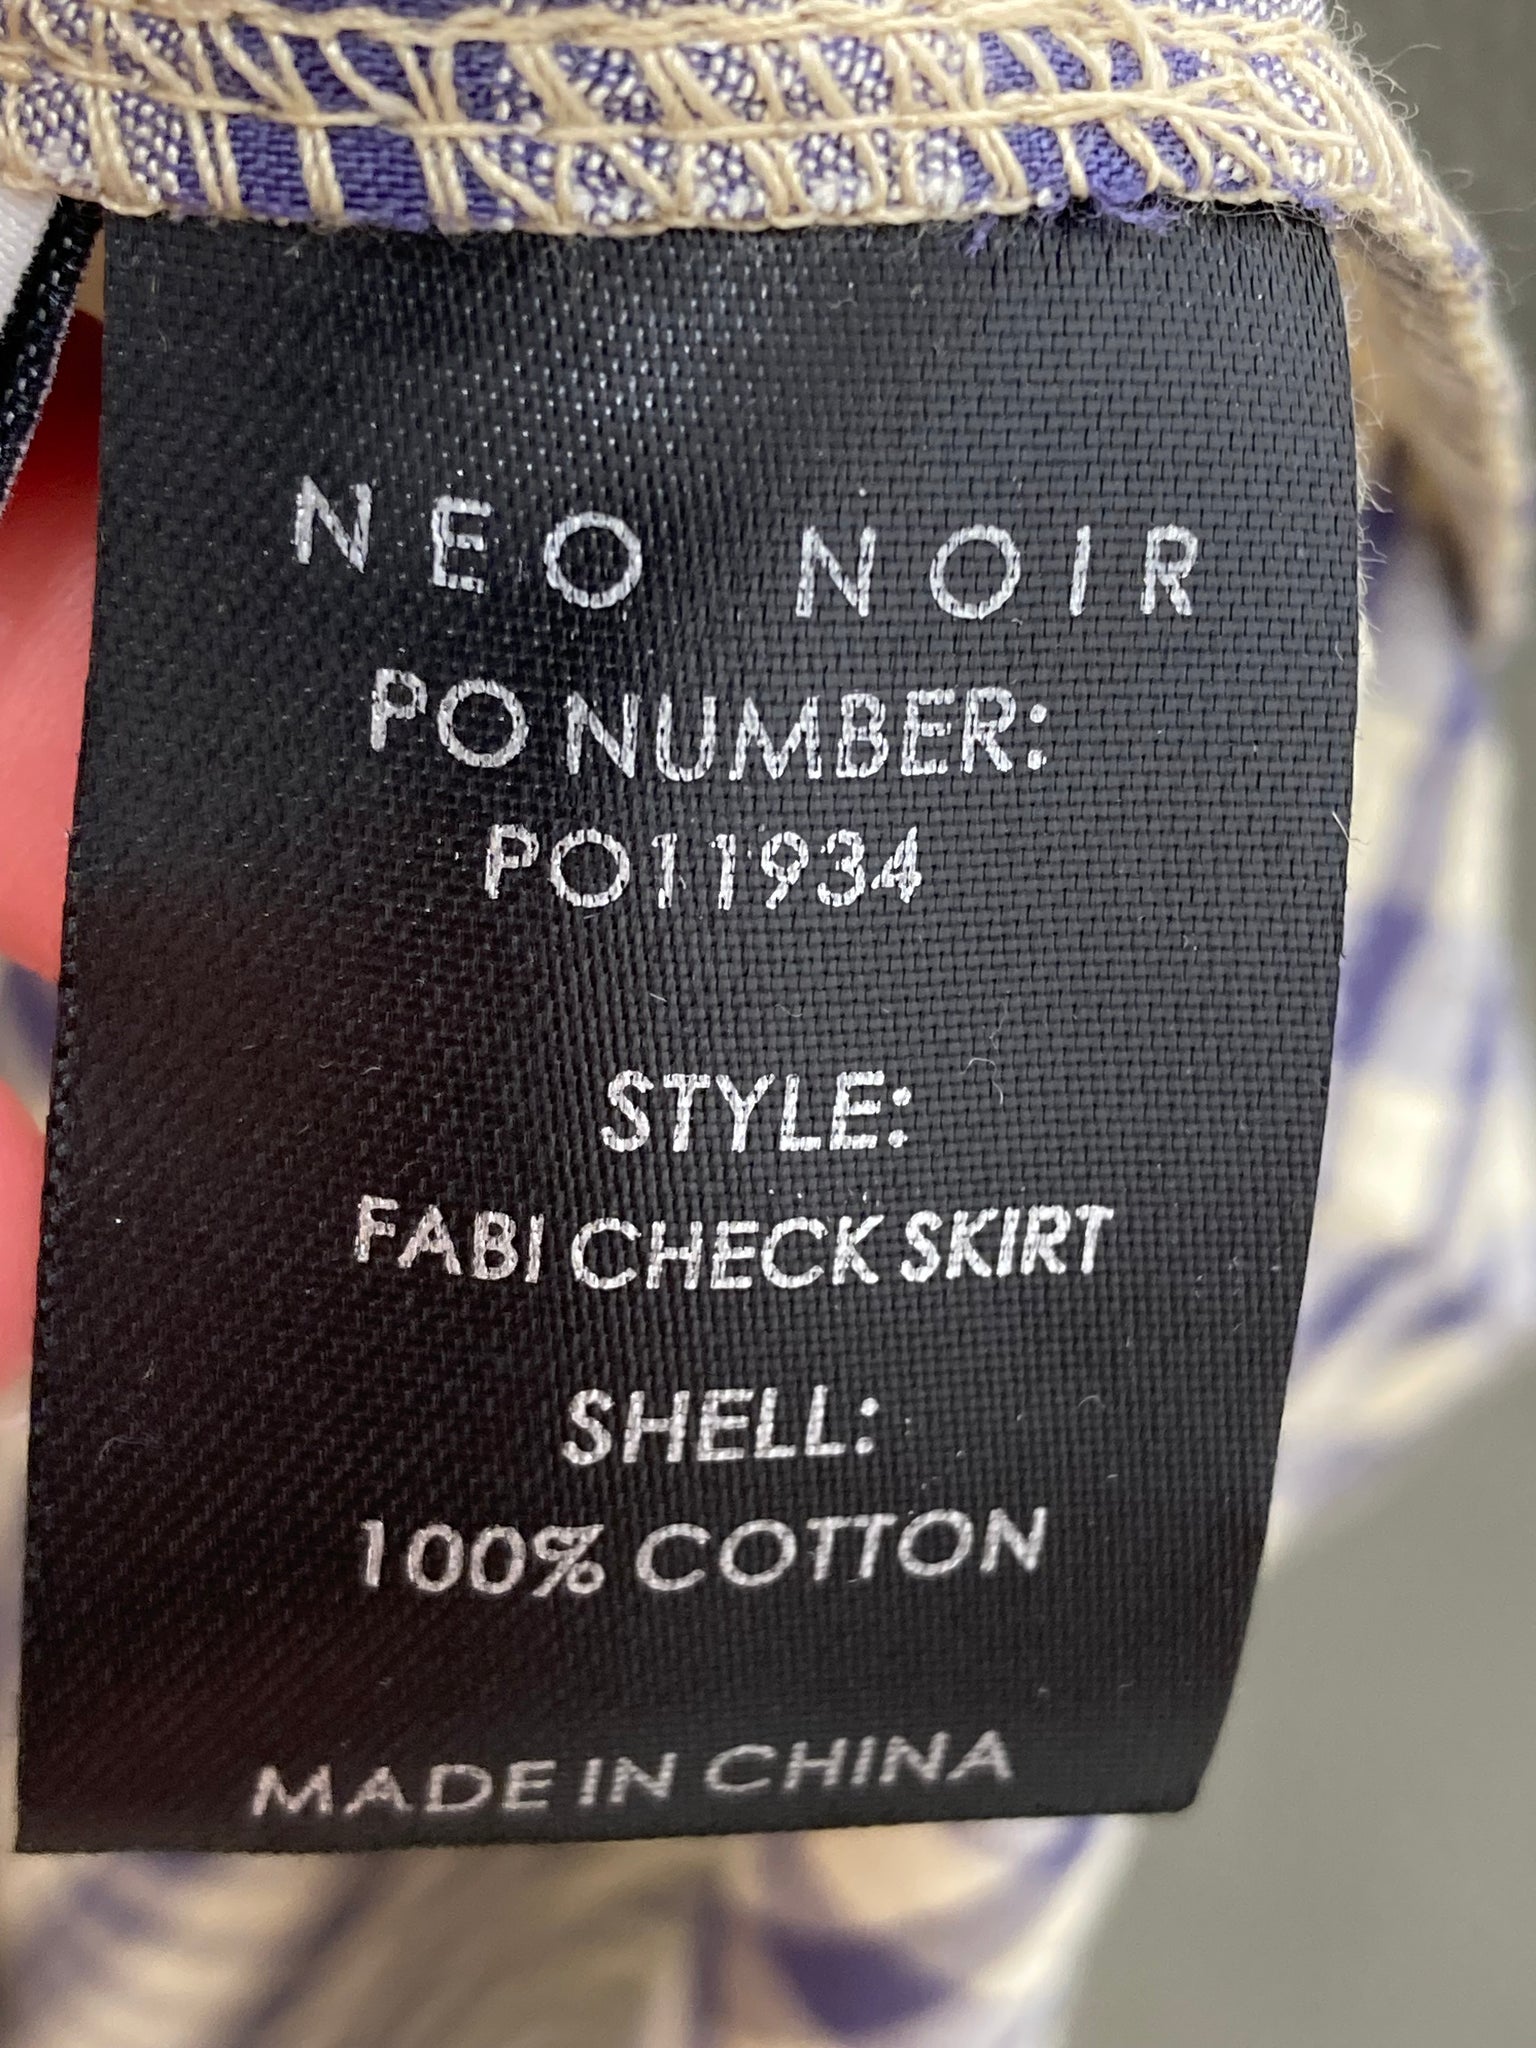 NEO NOIR
PO NUMBER:
PO11934
STYLE:
FABI CHECK SKIRT
SHELL:
100% COTTON
MADE IN CHINA